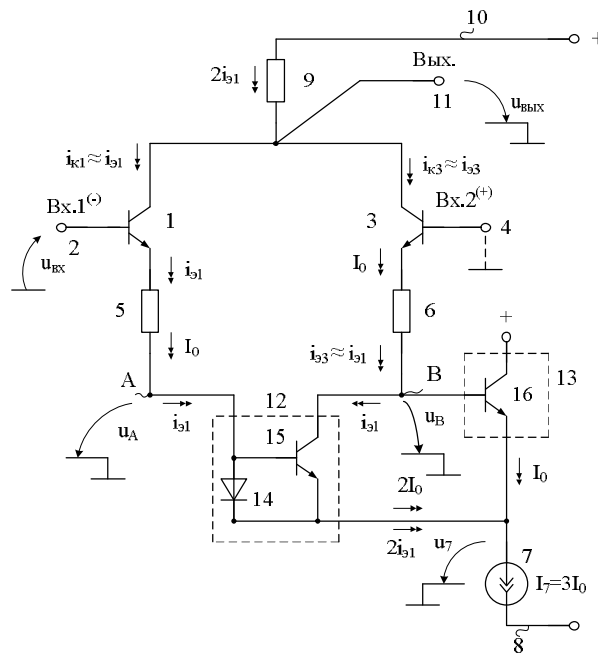 10
+
Вых.
2iэ1
9
11
uвых
iк1≈iэ1
iк3≈iэ3
Вх.1(-)
Вх.2(+)
1
3
2
4
uвх
iэ1
I0
5
6
I0
iэ3≈iэ1
+
A
B
13
12
16
iэ1
iэ1
uA
uB
15
14
2I0
I0
2iэ1
u7
7
I7=3I0
8